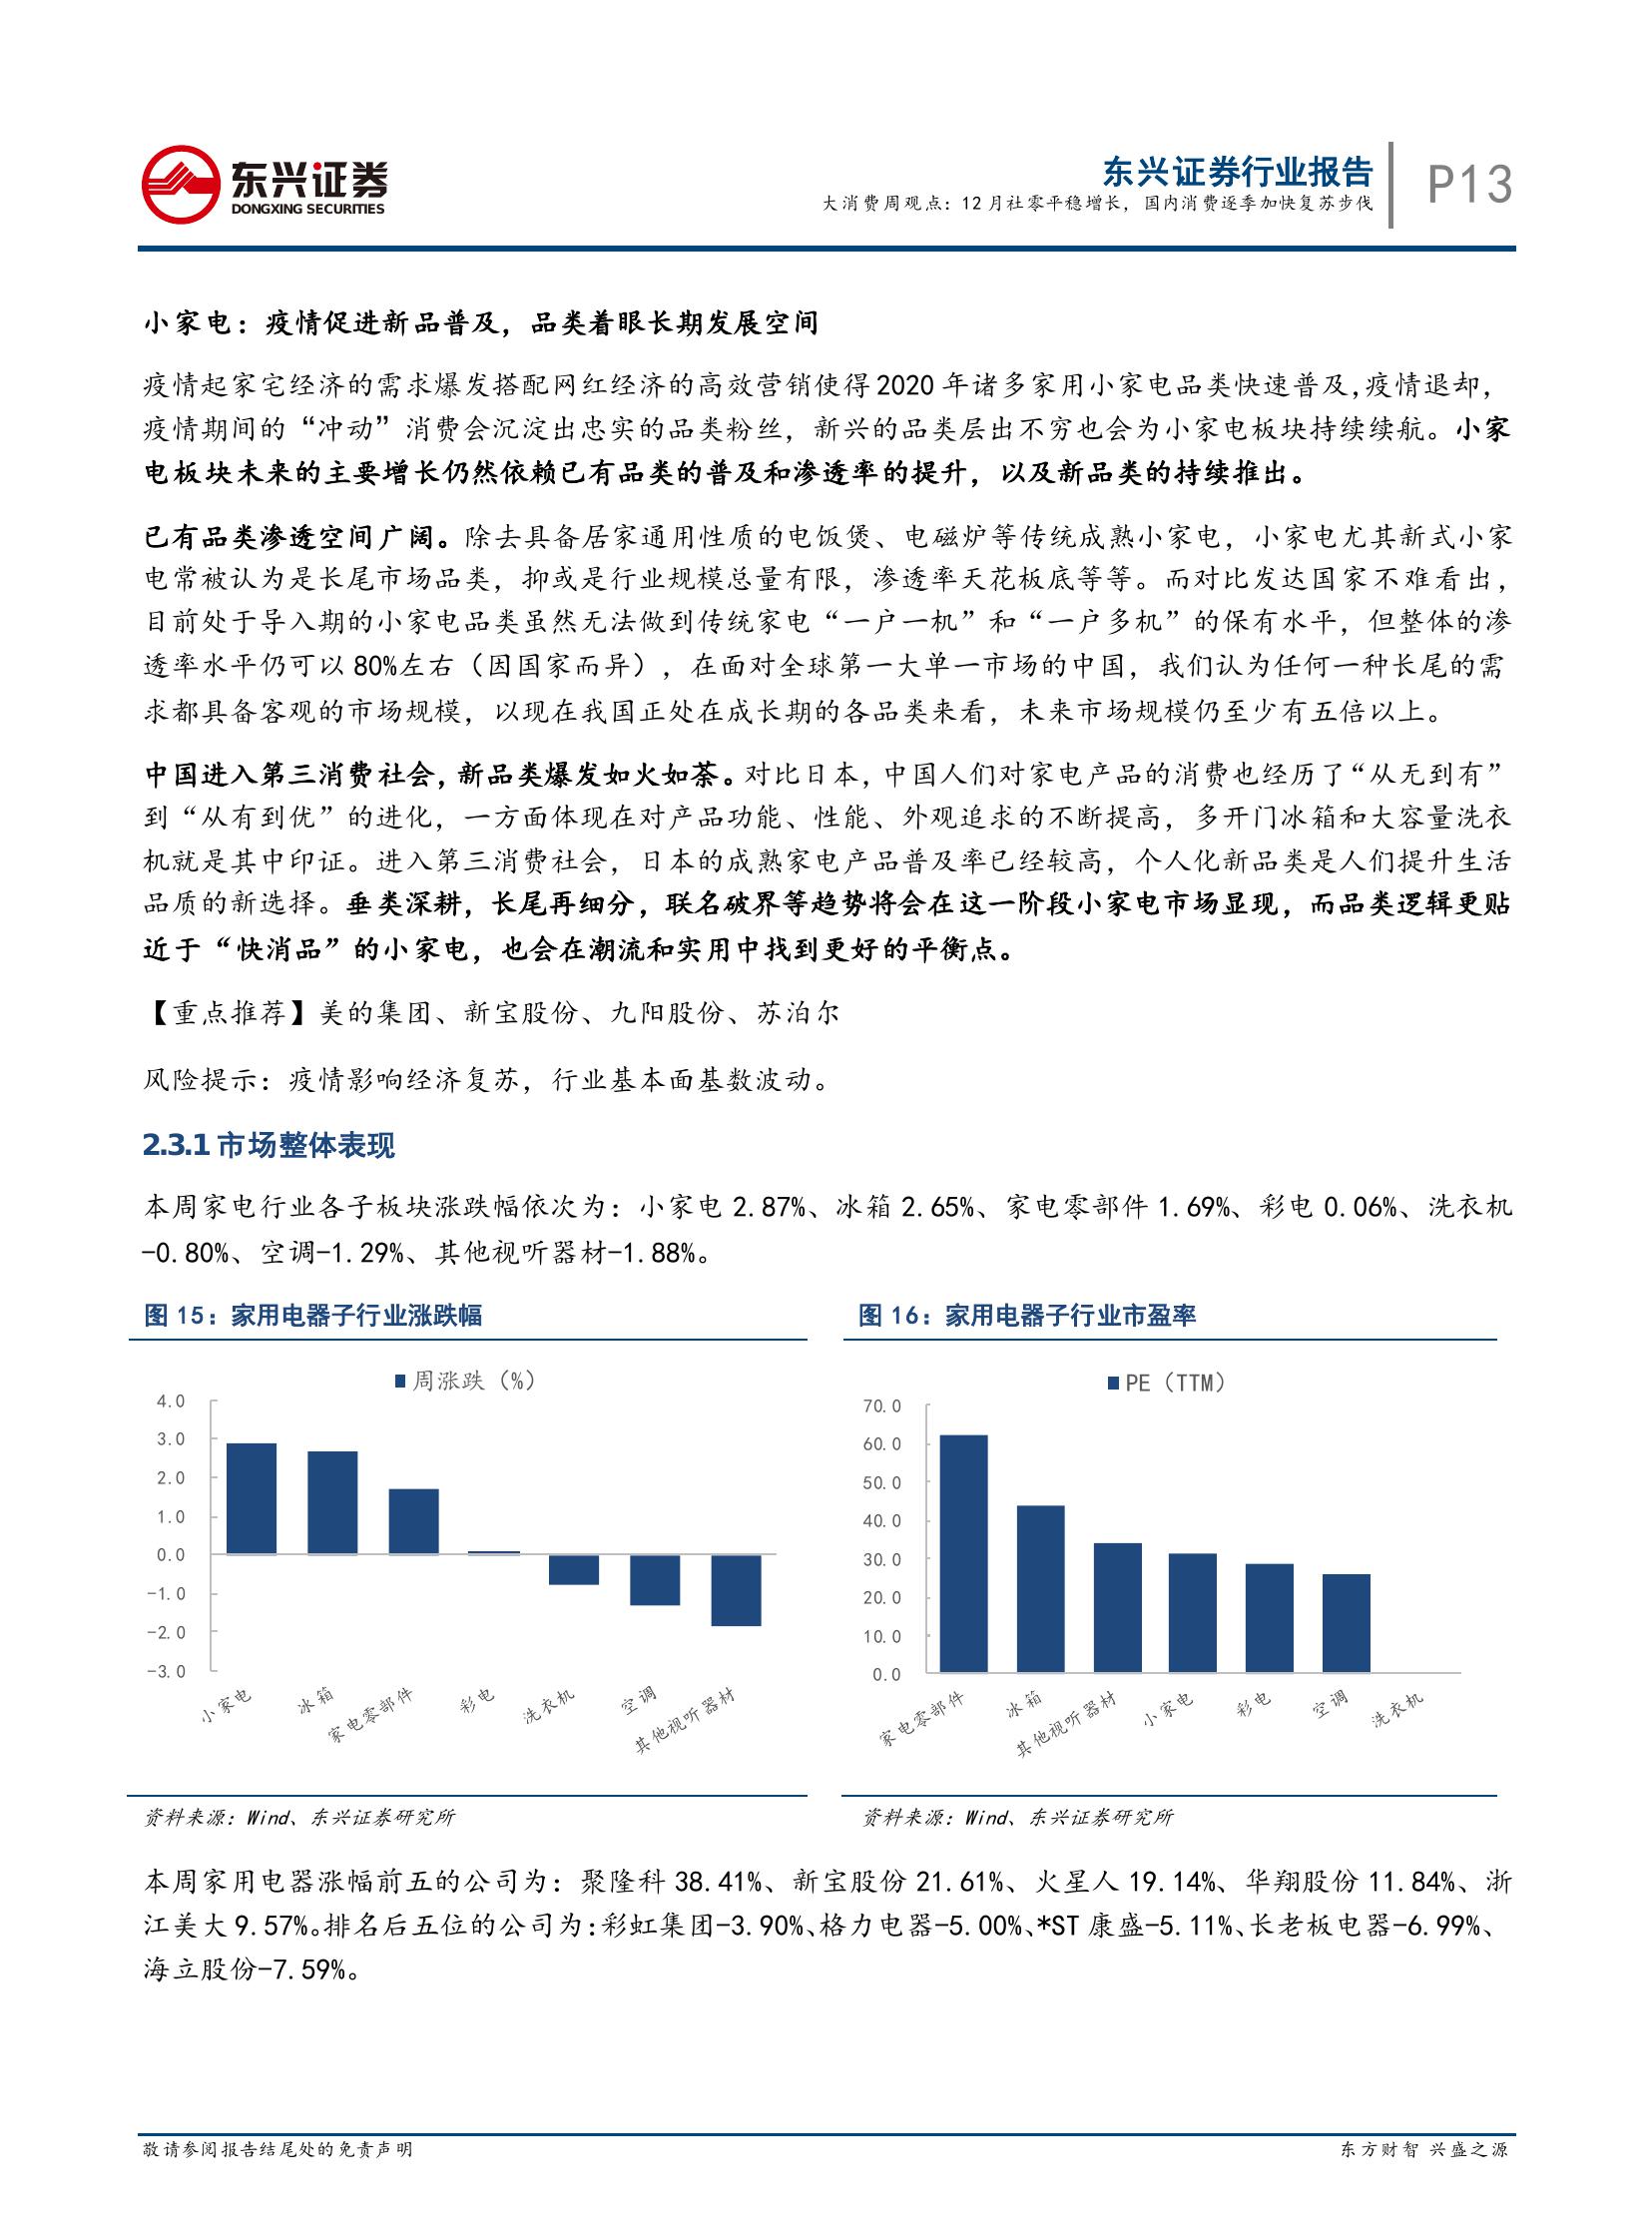 东兴证券
DONGXING SECURITIES
东兴证券行业报告
大消费周观点：12 月社零平稳增长，国内消费逐季加快复苏步伐
P13
小家电：疫情促进新品普及，品类着眼长期发展空间
疫情起家宅经济的需求爆发搭配网红经济的高效营销使得 2020 年诸多家用小家电品类快速普及，疫情退却，
疫情期间的“冲动”消费会沉淀出忠实的品类粉丝，新兴的品类层出不穷也会为小家电板块持续续航。小家
电板块未来的主要增长仍然依赖已有品类的普及和渗透率的提升，以及新品类的持续推出。
已有品类渗透空间广阔。除去具备居家通用性质的电饭煲、电磁炉等传统成熟小家电，小家电尤其新式小家
电常被认为是长尾市场品类，抑或是行业规模总量有限，渗透率天花板底等等。而对比发达国家不难看出，
目前处于导入期的小家电品类虽然无法做到传统家电“一户一机”和“一户多机”的保有水平，但整体的渗
透率水平仍可以 80%左右（因国家而异），在面对全球第一大单一市场的中国，我们认为任何一种长尾的需
求都具备客观的市场规模，以现在我国正处在成长期的各品类来看，未来市场规模仍至少有五倍以上。
中国进入第三消费社会，新品类爆发如火如荼。对比日本，中国人们对家电产品的消费也经历了“从无到有”
到“从有到优”的进化，一方面体现在对产品功能、性能、外观追求的不断提高，多开门冰箱和大容量洗衣
机就是其中印证。进入第三消费社会，日本的成熟家电产品普及率已经较高，个人化新品类是人们提升生活
品质的新选择。垂类深耕，长尾再细分，联名破界等趋势将会在这一阶段小家电市场显现，而品类逻辑更贴
近于“快消品”的小家电，也会在潮流和实用中找到更好的平衡点。
【重点推荐】美的集团、新宝股份、九阳股份、苏泊尔
风险提示：疫情影响经济复苏，行业基本面基数波动。
2.3.1 市场整体表现
本周家电行业各子板块涨跌幅依次为：小家电 2.87%、冰箱 2.65%、家电零部件 1.69%、彩电 0.06%、洗衣机
-0.80%、空调-1.29%、其他视听器材-1.88%。
图 15：家用电器子行业涨跌幅
周涨跌（%）
4.0
3.0
2.0
1.0
0.0
-1.0
-2.0
-3.0
小家电
冰箱
家电零部件
彩电
洗衣机
空调
其他视听器材
资料来源：Wind、东兴证券研究所
图 16：家用电器子行业市盈率
PE（TTM）
70.0
60.0
50.0
40.0
30.0
20.0
10.0
0.0
家电零部件
冰箱
其他视听器材
小家电
彩电
空调
洗衣机
资料来源：Wind、东兴证券研究所
本周家用电器涨幅前五的公司为：聚隆科 38.41%、新宝股份 21.61%、火星人 19.14%、华翔股份 11.84%、浙
江美大 9.57%。排名后五位的公司为：彩虹集团-3.90%、格力电器-5.00%、*ST 康盛-5.11%、长老板电器-6.99%、
海立股份-7.59%。
敬请参阅报告结尾处的免责声明
东方财智 兴盛之源